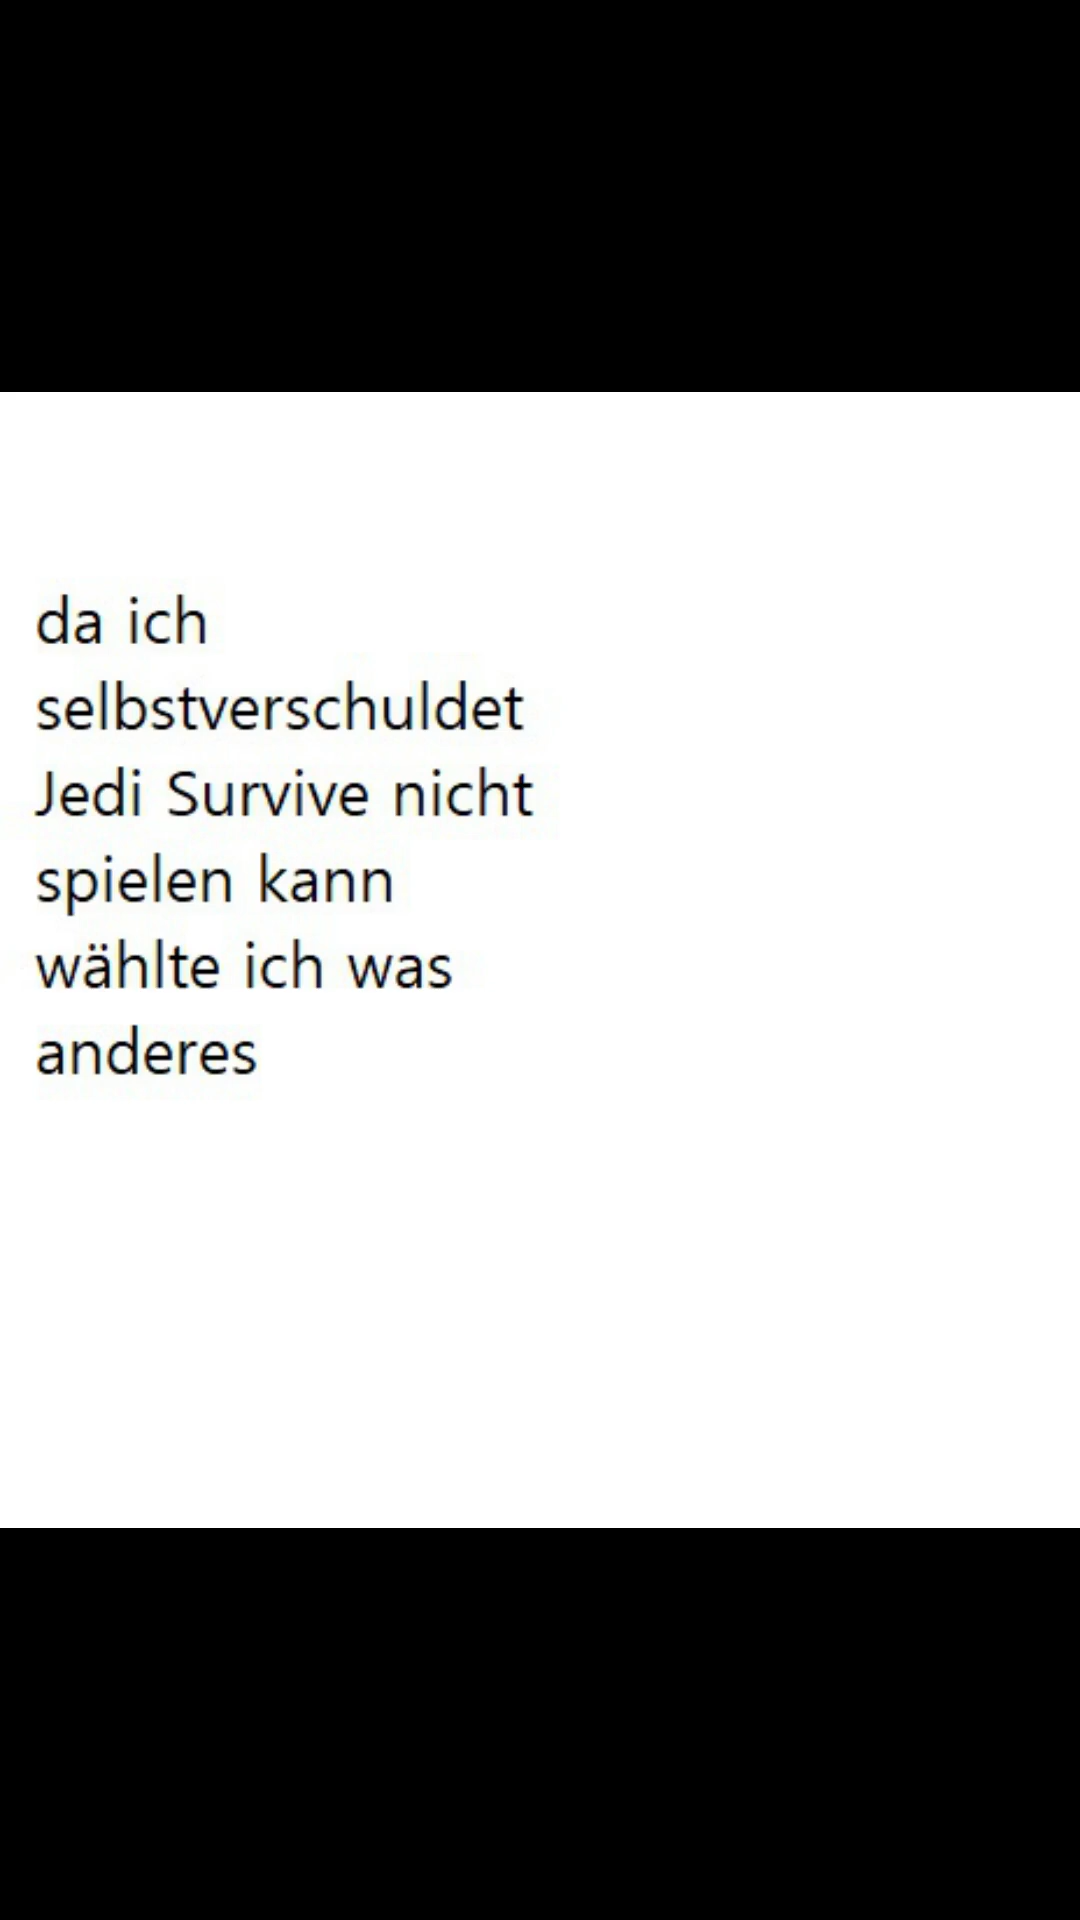 da ich
selbstverschuldet
Jedi Survive nicht
spielen kann
wählte ich was
anderes